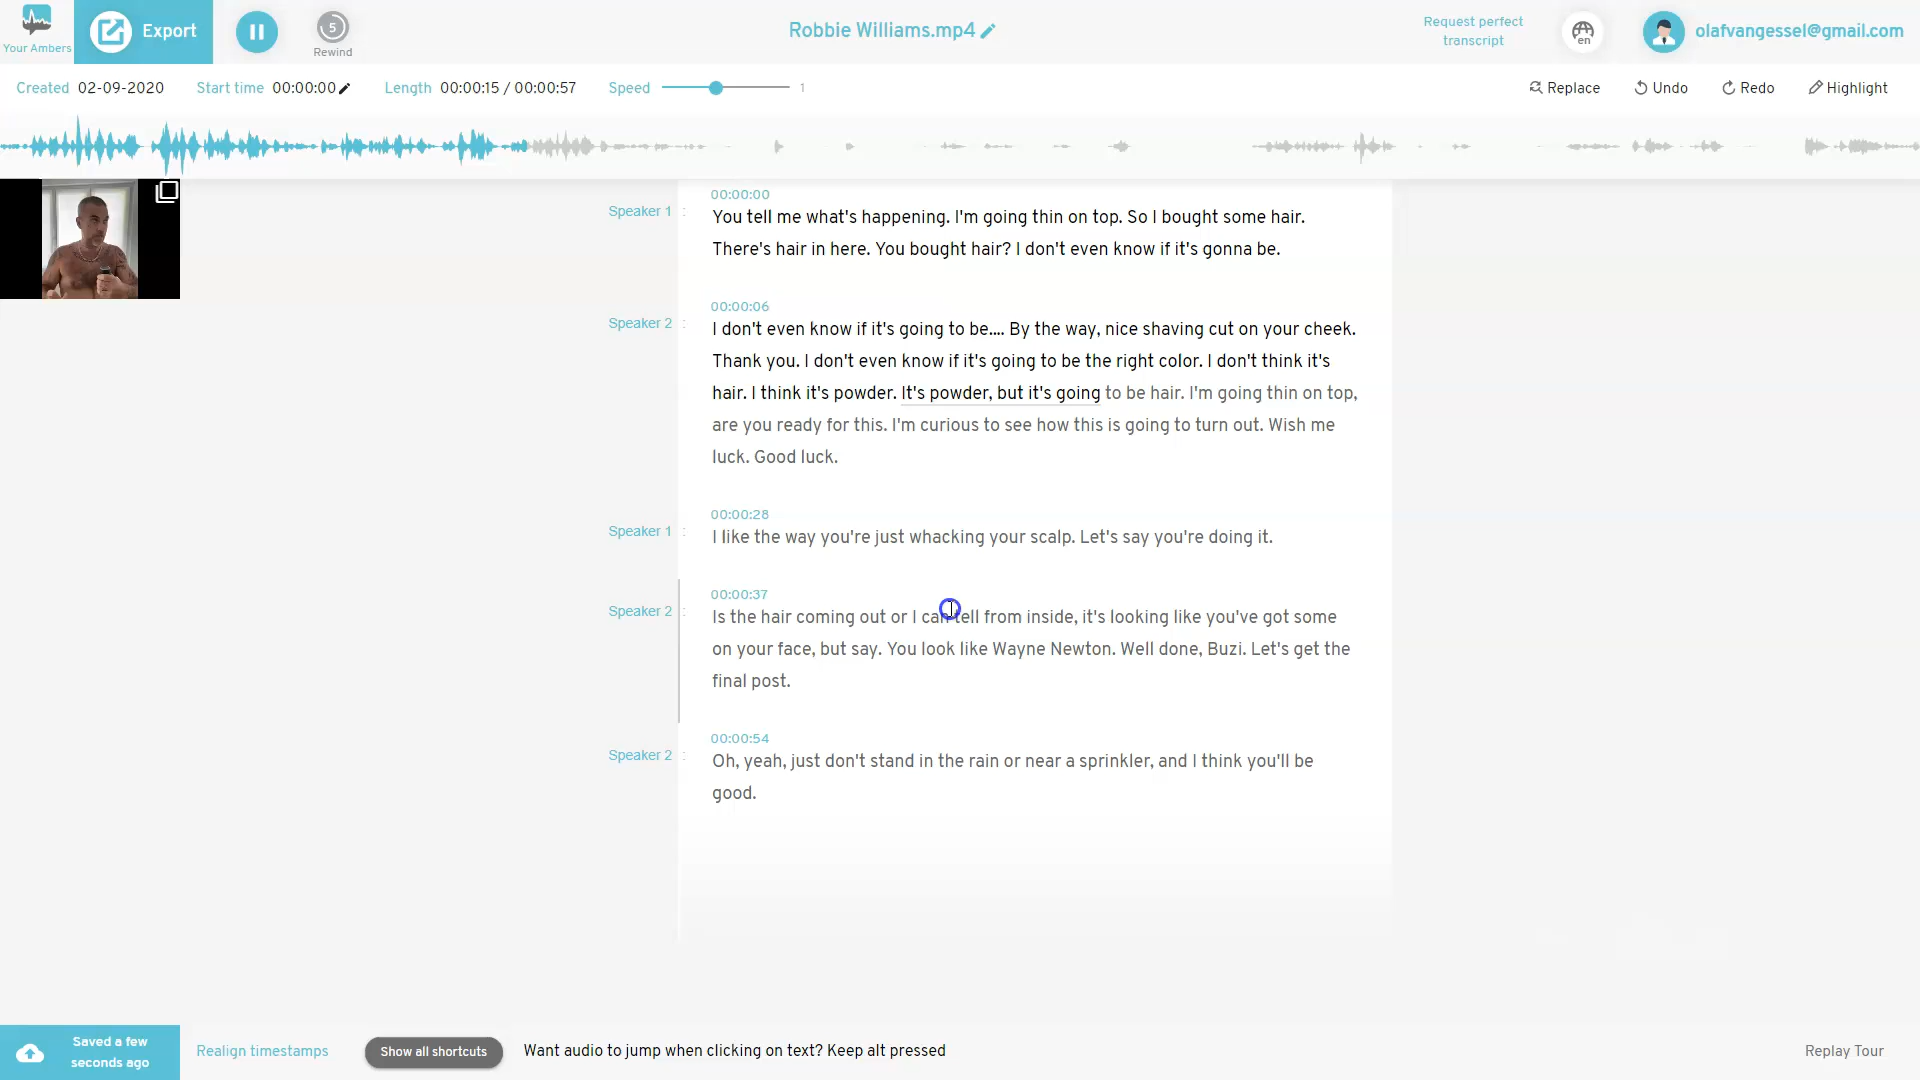 Your Ambers
Export
5
Rewind
Robbie Williams.mp4
Request perfect
transcript
en
olafvangessel@gmail.com
Created 02-09-2020
Start time 00:00:00
Length 00:00:15 / 00:00:57
Speed
1
Replace
Undo
Redo
Highlight
00:00:00
Speaker 1 :
You tell me what's happening. I'm going thin on top. So I bought some hair.
There's hair in here. You bought hair? I don't even know if it's gonna be.
00:00:06
Speaker 2 :
I don't even know if it's going to be.... By the way, nice shaving cut on your cheek.
Thank you. I don't even know if it's going to be the right color. I don't think it's
hair. I think it's powder. It's powder, but it's going to be hair. I'm going thin on top,
are you ready for this. I'm curious to see how this is going to turn out. Wish me
luck. Good luck.
00:00:28
Speaker 1 :
I like the way you're just whacking your scalp. Let's say you're doing it.
00:00:37
Speaker 2 :
Is the hair coming out or I can tell from inside, it's looking like you've got some
on your face, but say. You look like Wayne Newton. Well done, Buzi. Let's get the
final post.
00:00:54
Speaker 2 :
Oh, yeah, just don't stand in the rain or near a sprinkler, and I think you'll be
good.
Saved a few
seconds ago
Realign timestamps
Show all shortcuts
Want audio to jump when clicking on text? Keep alt pressed
Replay Tour